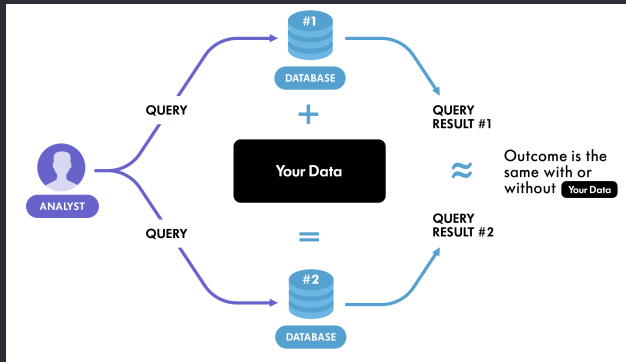 #1
DATABASE
QUERY
+
QUERY
RESULT #1
Your Data
≈
Outcome is the
same with or
without Your Data
ANALYST
QUERY
=
QUERY
RESULT #2
#2
DATABASE